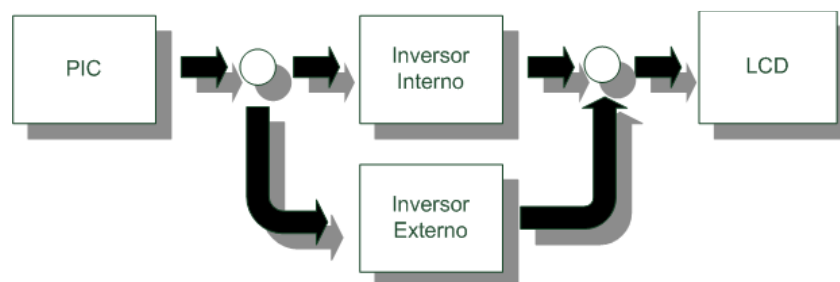 PIC
Inversor
Interno
LCD
Inversor
Externo